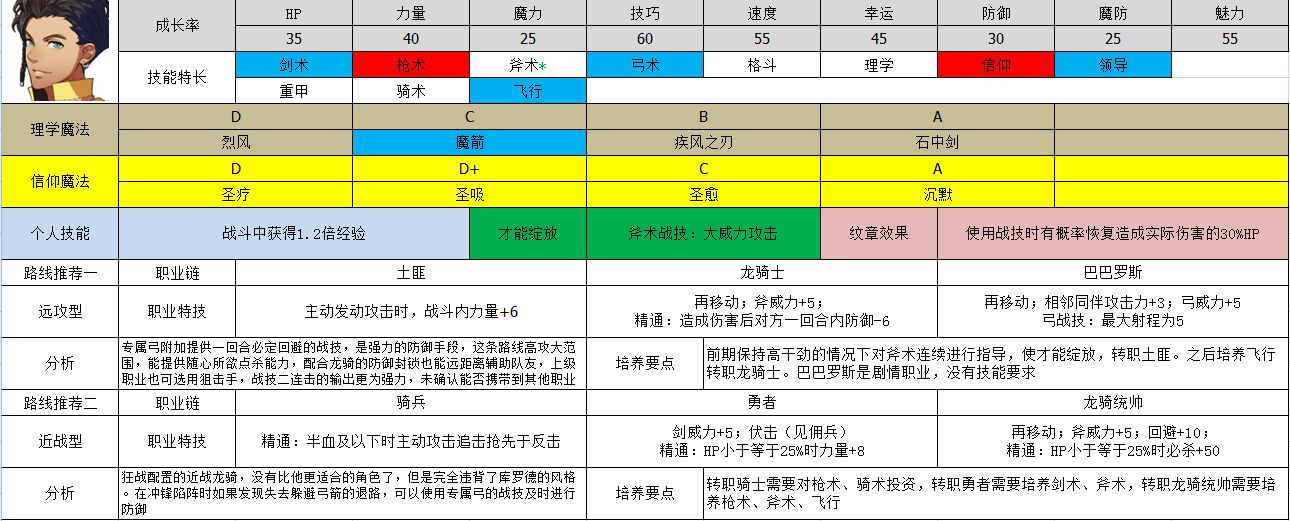 成长率 HP 力量 魔力 技巧 速度 幸运 防御 魔防 魅力
35 40 25 60 55 45 30 25 55
技能特长 剑术 枪术 斧术* 弓术 格斗 理学 信仰 领导
重甲 骑术 飞行
理学魔法 D C B A
烈风 魔箭 疾风之刃 石中剑
信仰魔法 D D+ C A
圣疗 圣吸 圣愈 沉默
个人技能 战斗中获得1.2倍经验 才能绽放 斧术战技：大威力攻击 纹章效果 使用战技时有概率恢复造成实际伤害的30%HP
路线推荐一 职业链 土匪 龙骑士 巴巴罗斯
远攻型 职业特技 主动发动攻击时，战斗内力量+6
再移动；斧威力+5；
精通：造成伤害后对方一回合内防御-6
再移动；相邻同伴攻击力+3；弓威力+5
弓战技：最大射程为5
分析
专属弓附加提供一回合必定回避的战技，是强力的防御手段，这条路线高攻大范
围，能提供随心所欲点杀能力，配合龙骑的防御封锁也能远距离辅助队友，上级
职业也可选用狙击手，战技二连击的输出更为强力，未确认能否携带到其他职业
培养要点
前期保持高干劲的情况下对斧术连续进行指导，使才能绽放，转职土匪。之后培养飞行
转职龙骑士。巴巴罗斯是剧情职业，没有技能要求
路线推荐二 职业链 骑兵 勇者 龙骑统帅
近战型 职业特技 精通：半血及以下时主动攻击追击抢先于反击
剑威力+5；伏击（见佣兵）
精通：HP小于等于25%时力量+8
再移动；斧威力+5；回避+10；
精通：HP小于等于25%时必杀+50
分析
狂战配置的近战龙骑，没有比他更适合的角色了，但是完全违背了库罗德的风格
。在冲锋陷阵时如果发现失去躲避弓箭的退路，可以使用专属弓的战技及时进行
防御
培养要点
转职骑士需要对枪术、骑术投资，转职勇者需要培养剑术、斧术，转职龙骑统帅需要培
养枪术、斧术、飞行